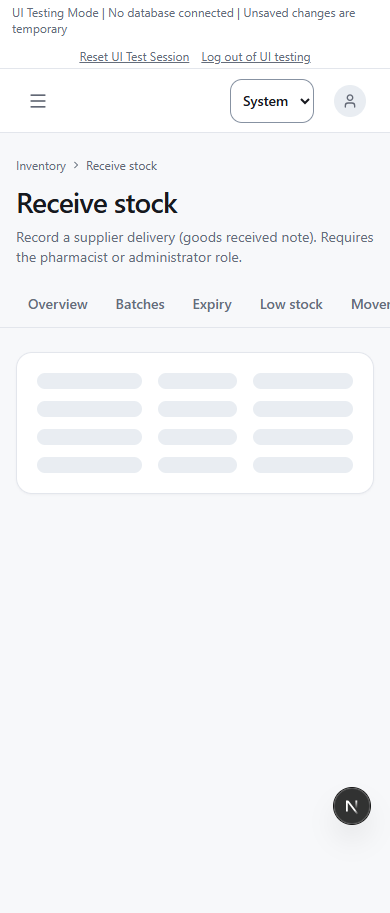 UI Testing Mode | No database connected | Unsaved changes are
temporary
Reset UI Test Session Log out of UI testing
System
Inventory > Receive stock
Receive stock
Record a supplier delivery (goods received note). Requires
the pharmacist or administrator role.
Overview Batches Expiry Low stock
N